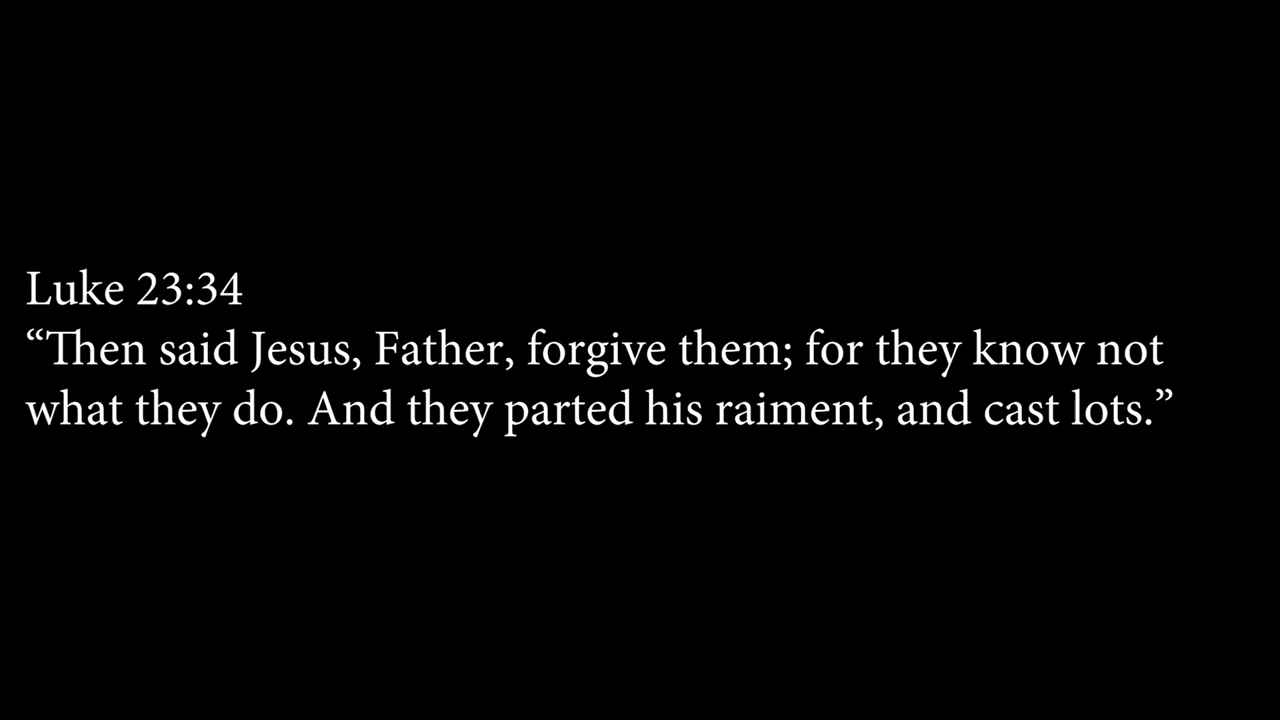 Luke 23:34
“Then said Jesus, Father, forgive them; for they know not
what they do. And they parted his raiment, and cast lots.”